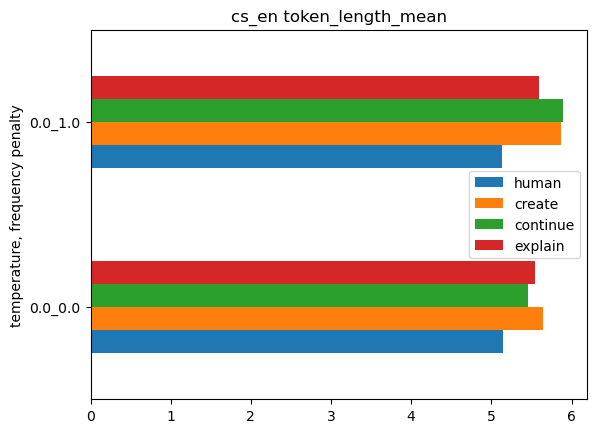 cs_en token_length_mean
temperature, frequency penalty
0.0_1.0
0.0_0.0
human
create
continue
explain
0 1 2 3 4 5 6